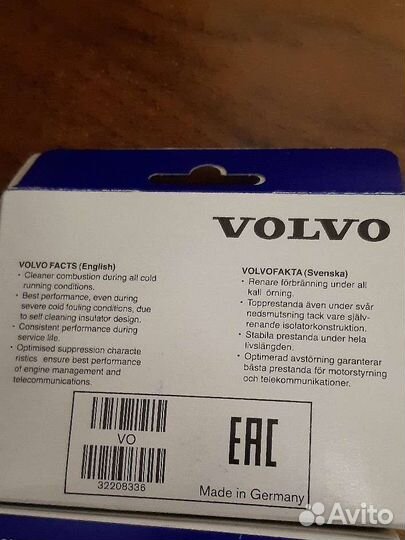 VOLVO
VOLVO FACTS (English)
· Cleaner combustion during all cold
running conditions.
· Best performance, even during
severe cold fouling conditions, due
to self cleaning insulator design.
· Consistent performance during
service life.
· Optimised suppression characte
ristics ensure best performance
of engine management and
telecommunications.
VOLVOFAKTA (Svenska)
· Renare förbränning under all
kall örning.
· Topprestanda även under svår
nedsmutsning tack vare själv-
renande isolatorkonstruktion.
· Stabila prestanda under hela
livslängden.
· Optimerad avstörning garanterar
bästa prestanda för motorstyrning
och telekommunikationer.
VO
32208336
EAC
Made in Germany
Avito